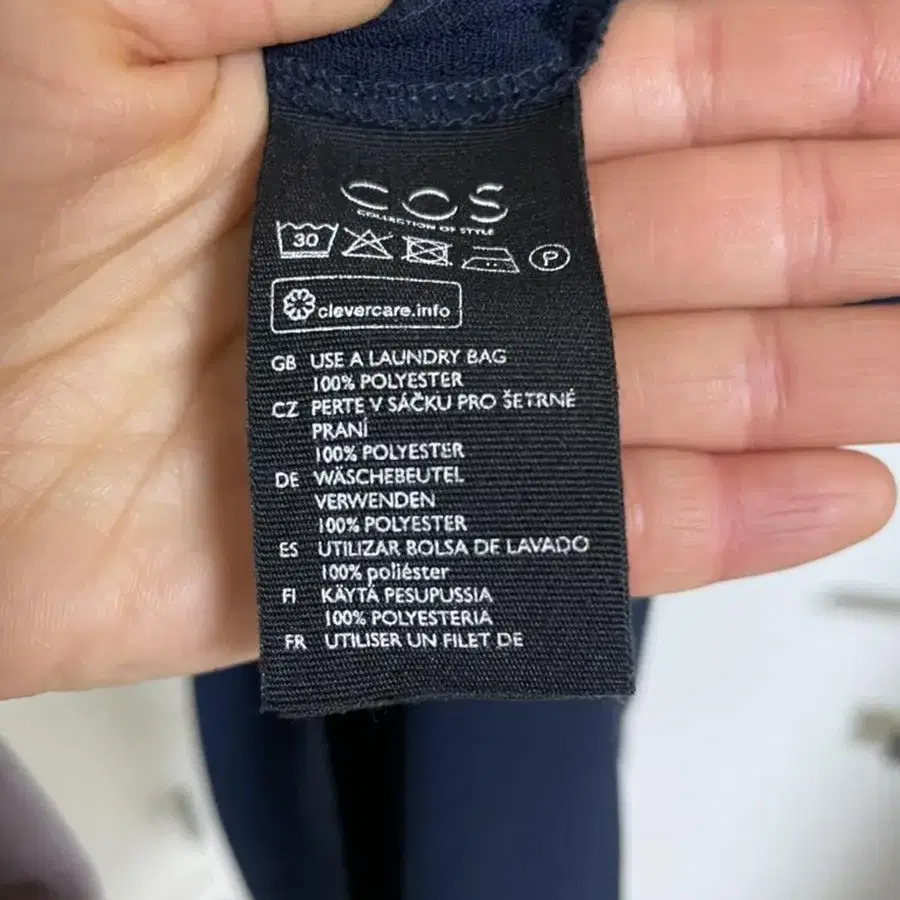 COS
COLLECTION OF STYLE
30 P
clevercare.info
GB USE A LAUNDRY BAG
100% POLYESTER
CZ PERTE V SÁČKU PRO ŠETRNÉ
PRANÍ
100% POLYESTER
DE WÄSCHEBEUTEL
VERWENDEN
100% POLYESTER
ES UTILIZAR BOLSA DE LAVADO
100% poliéster
FI KÄYTÄ PESUPUSSIA
100% POLYESTERIA
FR UTILISER UN FILET DE